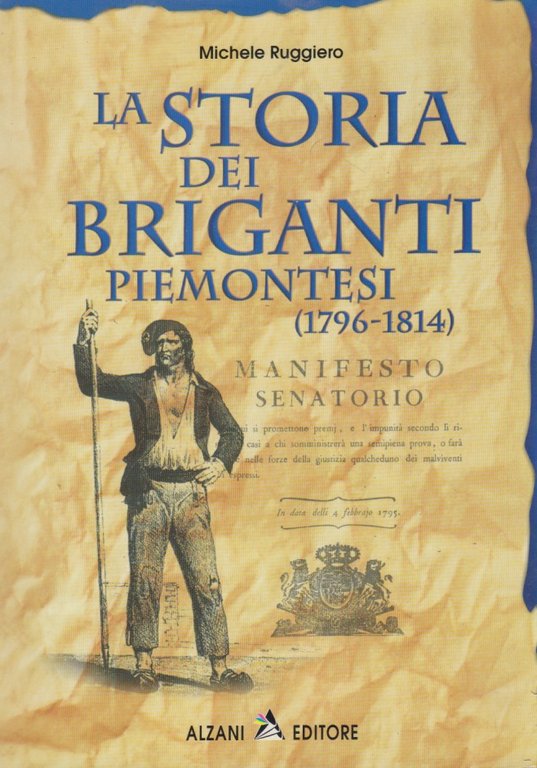 Michele Ruggiero
LA STORIA
DEI
BRIGANTI
PIEMONTESI
(1796-1814)
MANIFESTO
SENATORIO
si promettono premj, e l'impunità secondo li ri-
casi a chi somministrerà una semipiena prova, o farà
nelle forze della giustizia qualcheduno dei malviventi
espressi.
In data delli 4 febbrajo 1795.
ALZANI EDITORE